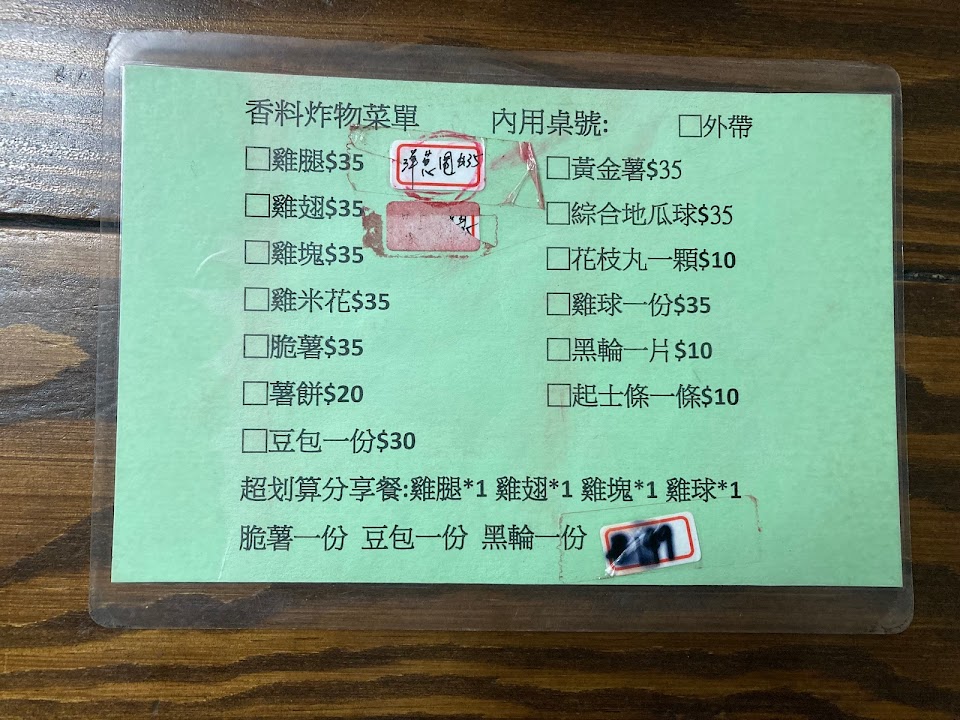 香料炸物菜單 內用桌號: □外帶
□雞腿$35 洋蔥圈$35 □黃金薯$35
□雞翅$35 □綜合地瓜球$35
□雞塊$35 □花枝丸一顆$10
□雞米花$35 □雞球一份$35
□脆薯$35 □黑輪一片$10
□薯餅$20 □起士條一條$10
□豆包一份$30
超划算分享餐:雞腿*1 雞翅*1 雞塊*1 雞球*1
脆薯一份 豆包一份 黑輪一份